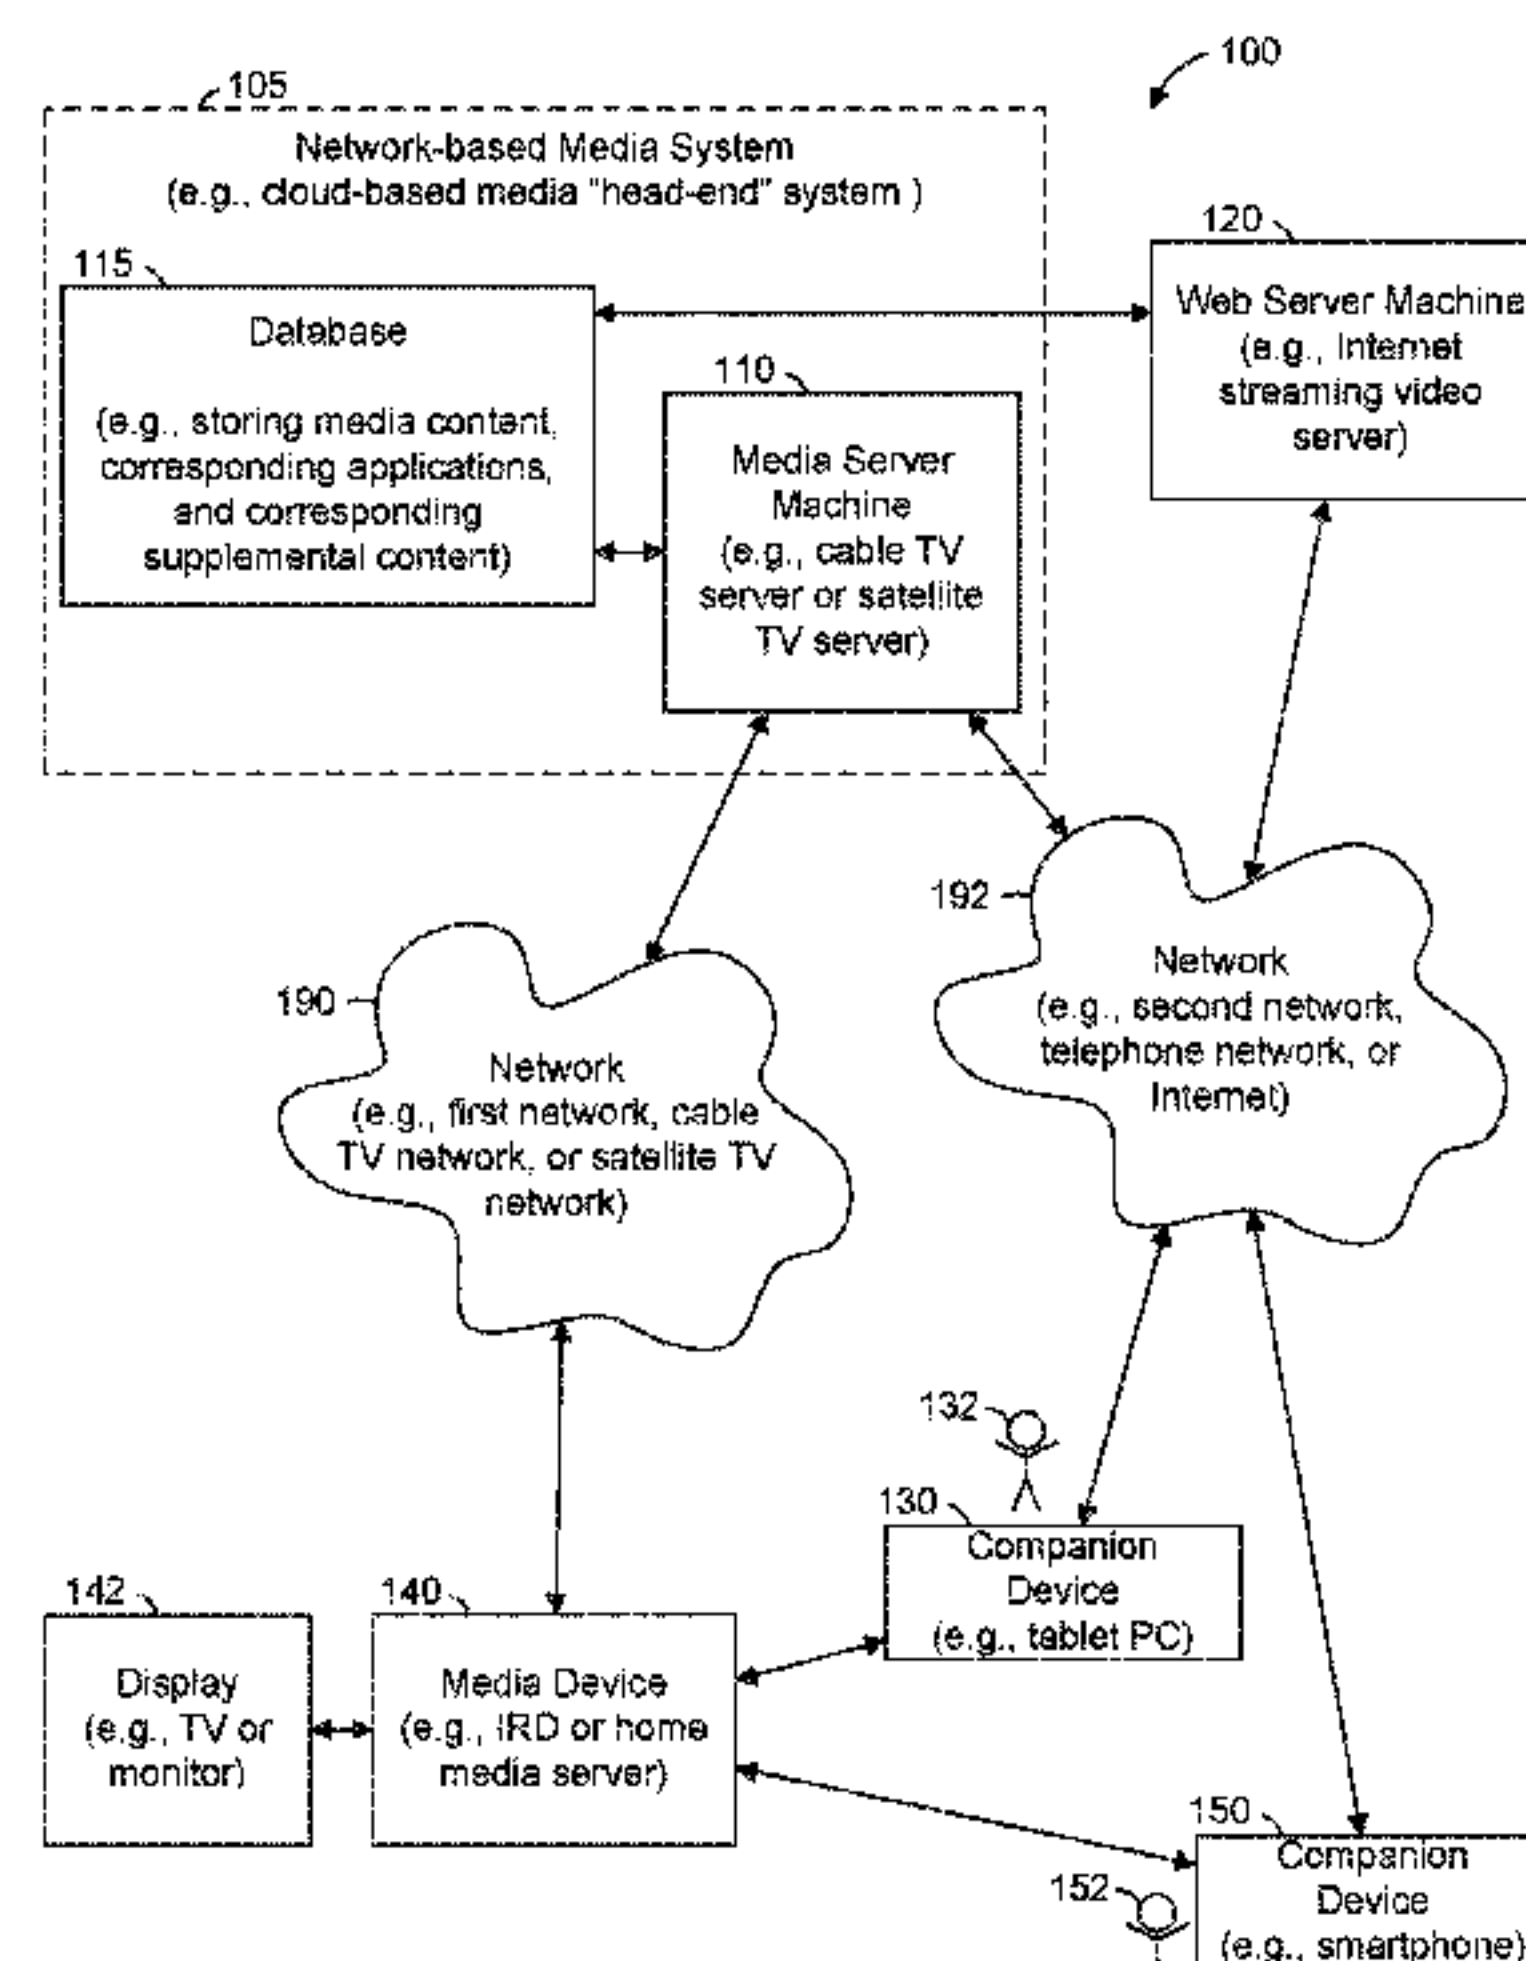 100
105
Network-based Media System
(e.g., cloud-based media "head-end" system )
120
Web Server Machine
(e.g., Internet
streaming video
server)
115
Database
(e.g., storing media content,
corresponding applications,
and corresponding
supplemental content)
110
Media Server
Machine
(e.g., cable TV
server or satellite
TV server)
192
Network
(e.g., second network,
telephone network, or
Internet)
190
Network
(e.g., first network, cable
TV network, or satellite TV
network)
132
130
Companion
Device
(e.g., tablet PC)
142
Display
(e.g., TV or
monitor)
140
Media Device
(e.g., IRD or home
media server)
150
Companion
Device
(e.g., smartphone)
152